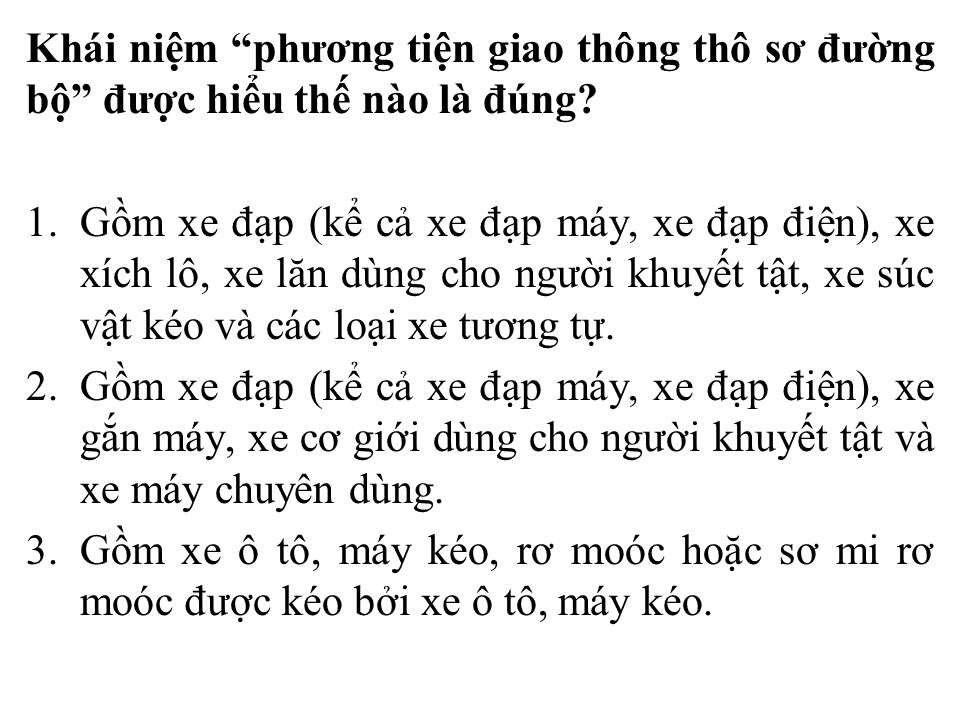 Khái niệm “phương tiện giao thông thô sơ đường
bộ” được hiểu thế nào là đúng?
1. Gồm xe đạp (kể cả xe đạp máy, xe đạp điện), xe
xích lô, xe lăn dùng cho người khuyết tật, xe súc
vật kéo và các loại xe tương tự.
2. Gồm xe đạp (kể cả xe đạp máy, xe đạp điện), xe
gắn máy, xe cơ giới dùng cho người khuyết tật và
xe máy chuyên dùng.
3. Gồm xe ô tô, máy kéo, rơ moóc hoặc sơ mi rơ
moóc được kéo bởi xe ô tô, máy kéo.